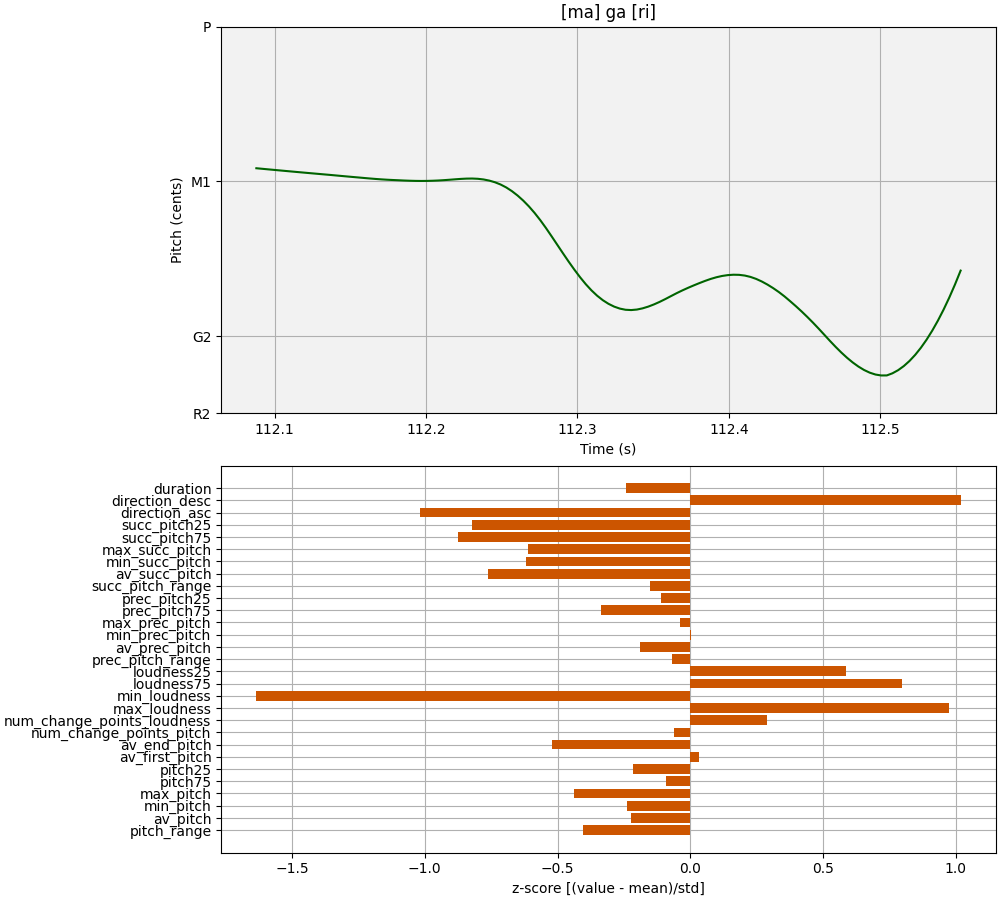 [ma] ga [ri]
P
M1
G2
R2
Pitch (cents)
112.1 112.2 112.3 112.4 112.5
Time (s)
duration
direction_desc
direction_asc
succ_pitch25
succ_pitch75
max_succ_pitch
min_succ_pitch
av_succ_pitch
succ_pitch_range
prec_pitch25
prec_pitch75
max_prec_pitch
min_prec_pitch
av_prec_pitch
prec_pitch_range
loudness25
loudness75
min_loudness
max_loudness
num_change_points_loudness
num_change_points_pitch
av_end_pitch
av_first_pitch
pitch25
pitch75
max_pitch
min_pitch
av_pitch
pitch_range
−1.5 −1.0 −0.5 0.0 0.5 1.0
z-score [(value - mean)/std]